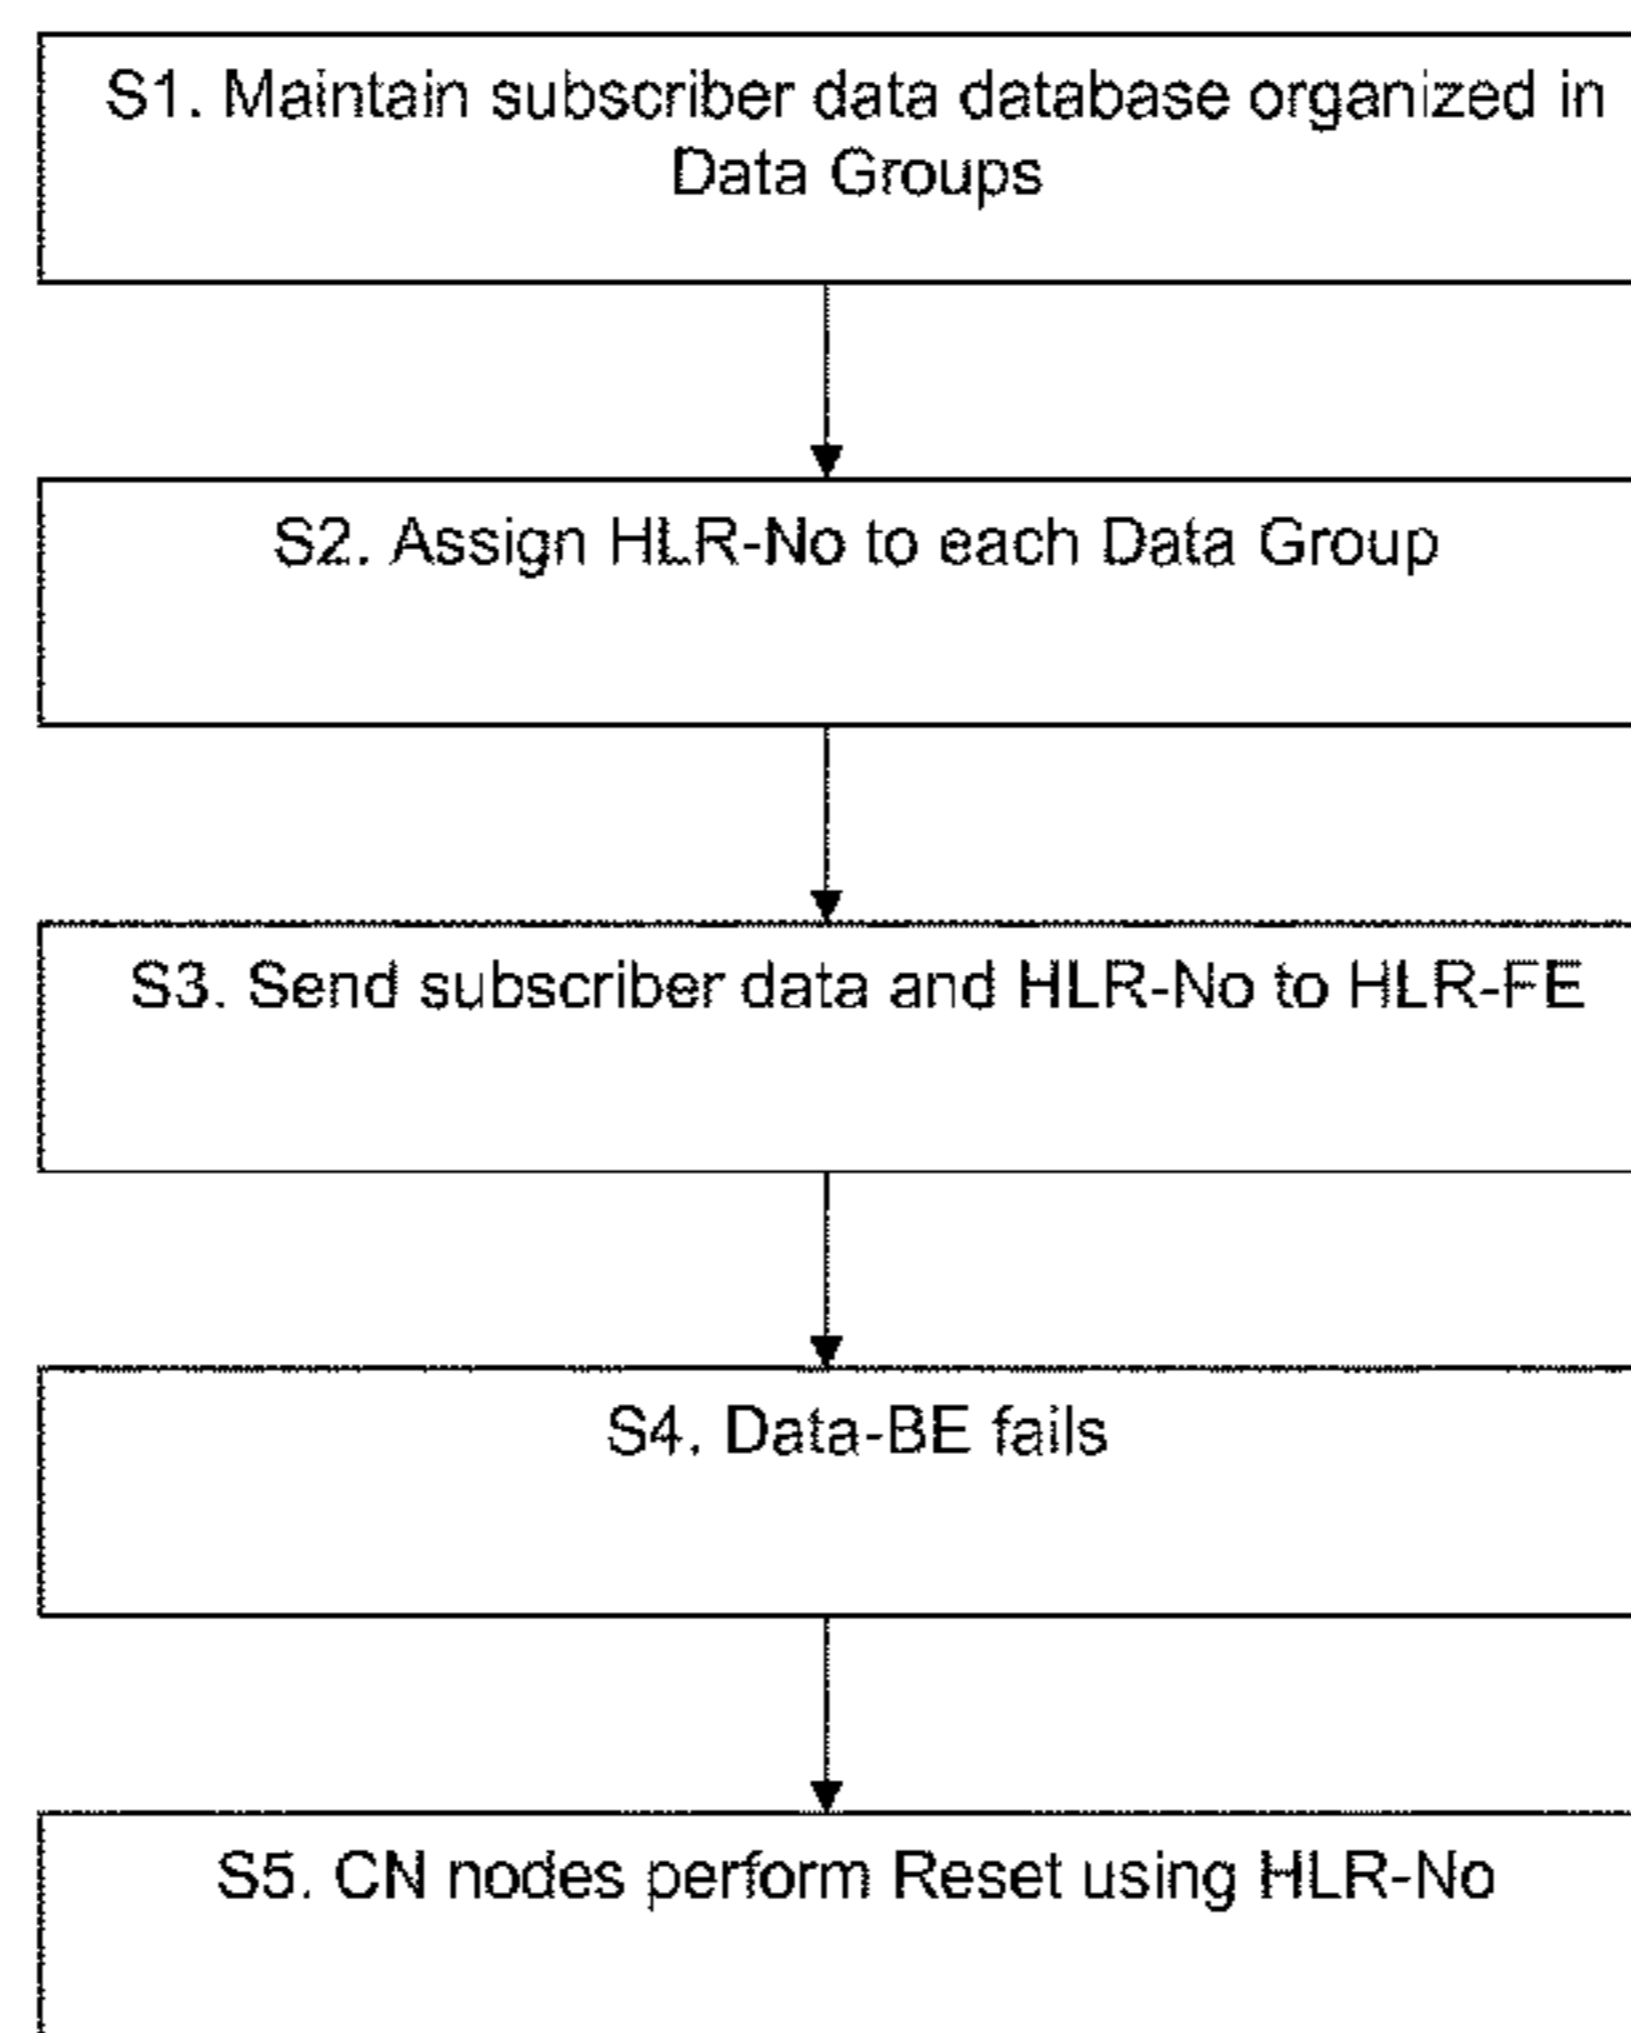 S1. Maintain subscriber data database organized in
Data Groups
S2. Assign HLR-No to each Data Group
S3. Send subscriber data and HLR-No to HLR-FE
S4. Data-BE fails
S5. CN nodes perform Reset using HLR-No